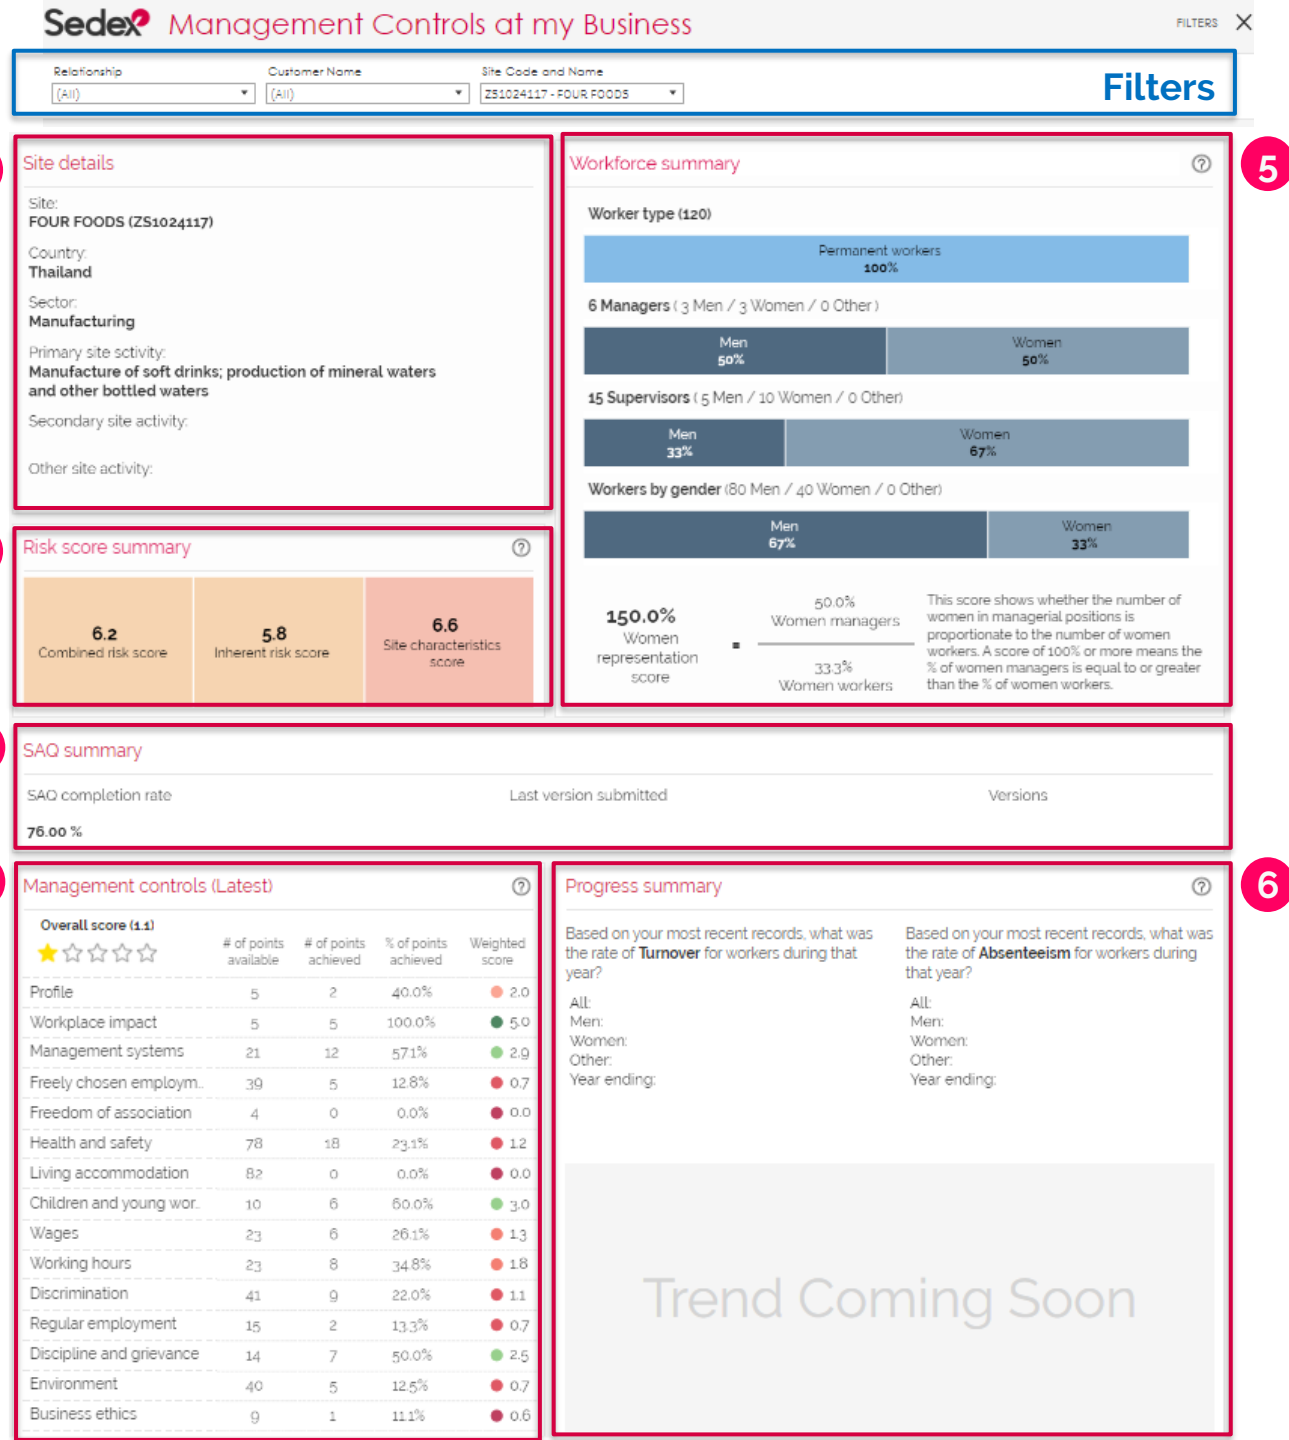 Sedex Management Controls at my Business
FILTERS X
Relationship
Customer Name
Site Code and Name
(All)
(All)
ZS1024117 - FOUR FOODS
Filters
Site details
Site:
FOUR FOODS (ZS1024117)
Country:
Thailand
Sector:
Manufacturing
Primary site sctivity:
Manufacture of soft drinks; production of mineral waters
and other bottled waters
Secondary site activity:
Other site activity:
Risk score summary
?
6.2
Combined risk score
5.8
Inherent risk score
6.6
Site characteristics
score
Workforce summary
?
5
Worker type (120)
Permanent workers
100%
6 Managers ( 3 Men / 3 Women / 0 Other )
Men
50%
Women
50%
15 Supervisors ( 5 Men / 10 Women / 0 Other)
Men
33%
Women
67%
Workers by gender (80 Men / 40 Women / 0 Other)
Men
67%
Women
33%
150.0%
Women
representation
score
=
50.0%
Women managers
33.3%
Women workers
This score shows whether the number of
women in managerial positions is
proportionate to the number of women
workers. A score of 100% or more means the
% of women managers is equal to or greater
than the % of women workers.
SAQ summary
SAQ completion rate
Last version submitted
Versions
76.00 %
Management controls (Latest)
?
Overall score (1.1)
# of points
available
# of points
achieved
% of points
achieved
Weighted
score
Profile 5 2 40.0% 2.0
Workplace impact 5 5 100.0% 5.0
Management systems 21 12 57.1% 2.9
Freely chosen employm.. 39 5 12.8% 0.7
Freedom of association 4 0 0.0% 0.0
Health and safety 78 18 23.1% 1.2
Living accommodation 82 0 0.0% 0.0
Children and young wor.. 10 6 60.0% 3.0
Wages 23 6 26.1% 1.3
Working hours 23 8 34.8% 1.8
Discrimination 41 9 22.0% 1.1
Regular employment 15 2 13.3% 0.7
Discipline and grievance 14 7 50.0% 2.5
Environment 40 5 12.5% 0.7
Business ethics 9 1 11.1% 0.6
Progress summary
?
6
Based on your most recent records, what was
the rate of Turnover for workers during that
year?
All:
Men:
Women:
Other:
Year ending:
Based on your most recent records, what was
the rate of Absenteeism for workers during
that year?
All:
Men:
Women:
Other:
Year ending:
Trend Coming Soon